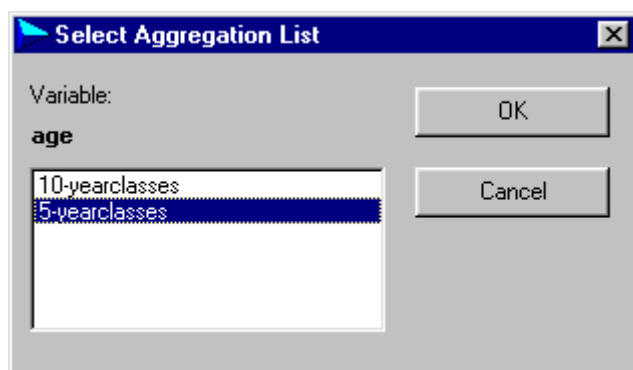 Select Aggregation List
Variable:
age
10-yearclasses
5-yearclasses
OK
Cancel